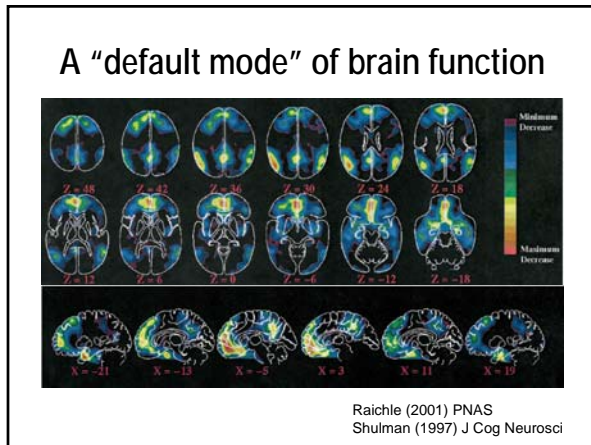 A “default mode” of brain function
Minimum
Decrease
Z = 48 Z = 42 Z = 36 Z = 30 Z = 24 Z = 18
Maximum
Decrease
Z = 12 Z = 6 Z = 0 Z = -6 Z = -12 Z = -18
X = -21 X = -13 X = -5 X = 3 X = 11 X = 19
Raichle (2001) PNAS
Shulman (1997) J Cog Neurosci